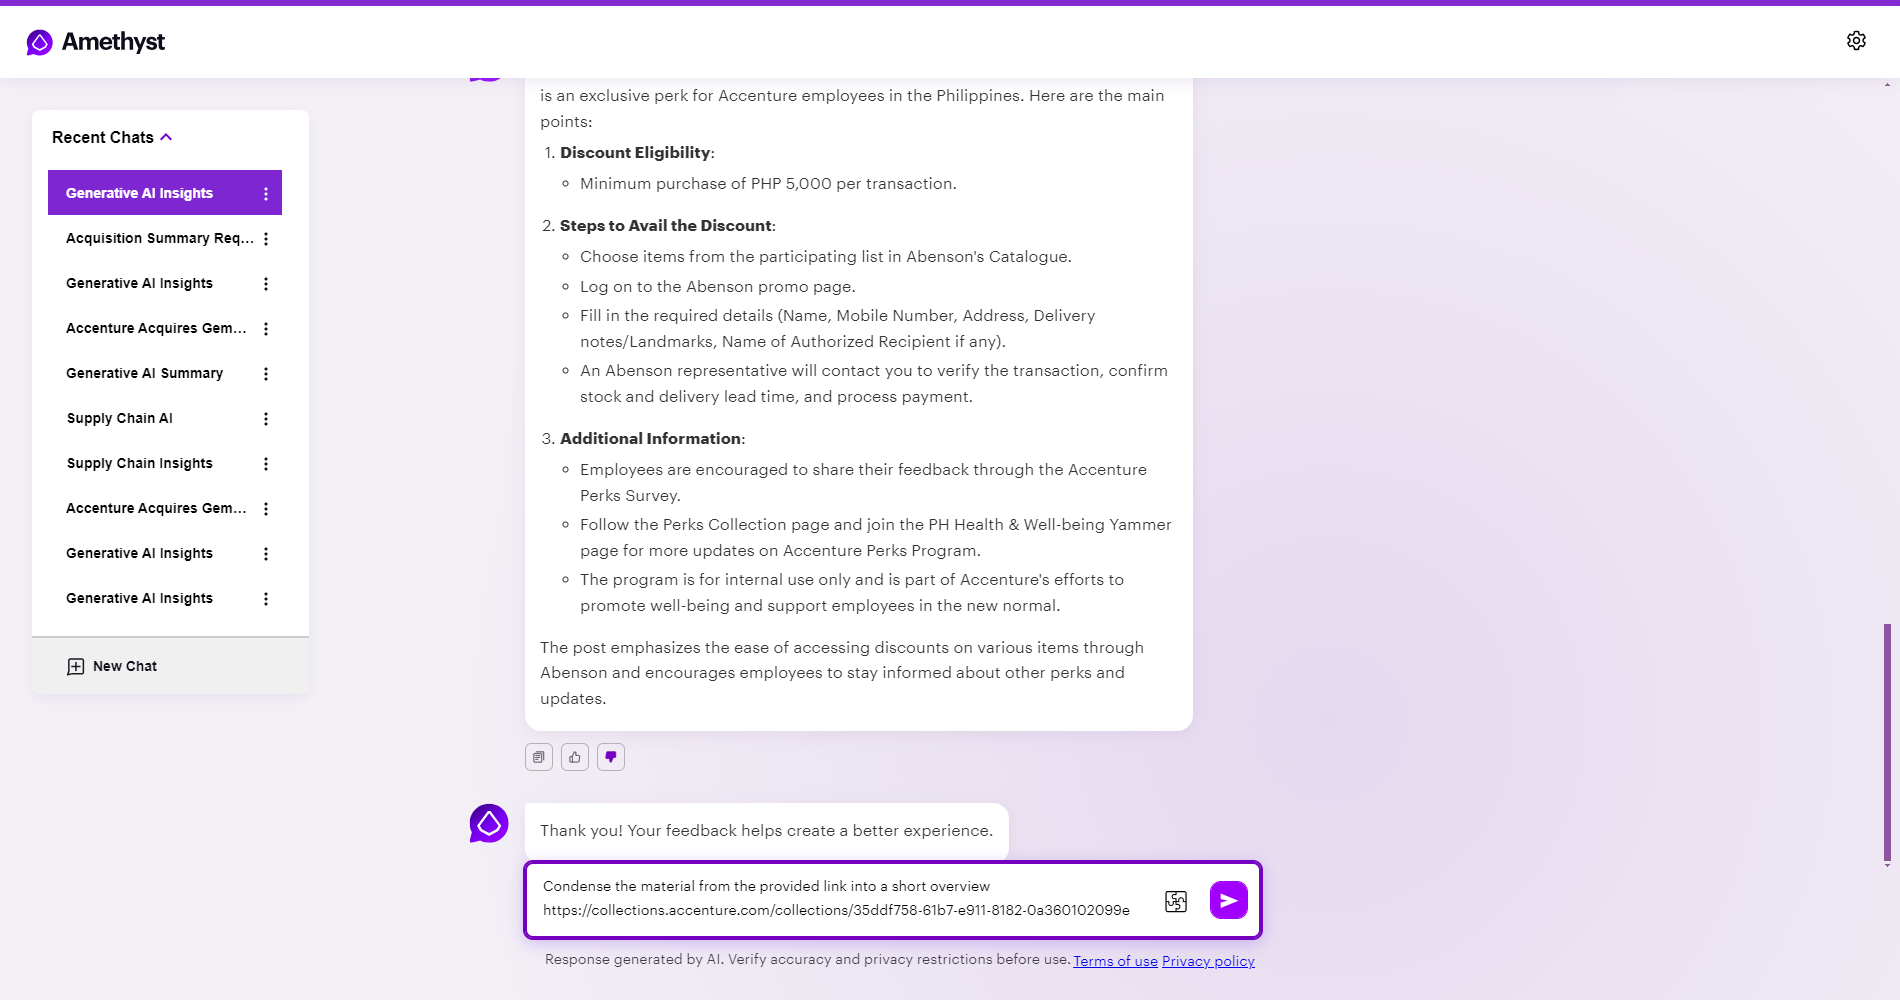 Amethyst
Recent Chats
Generative AI Insights
Acquisition Summary Req...
Generative AI Insights
Accenture Acquires Gem...
Generative AI Summary
Supply Chain AI
Supply Chain Insights
Accenture Acquires Gem...
Generative AI Insights
Generative AI Insights
New Chat
is an exclusive perk for Accenture employees in the Philippines. Here are the main
points:
1. Discount Eligibility:
Minimum purchase of PHP 5,000 per transaction.
2. Steps to Avail the Discount:
Choose items from the participating list in Abenson's Catalogue.
Log on to the Abenson promo page.
Fill in the required details (Name, Mobile Number, Address, Delivery
notes/Landmarks, Name of Authorized Recipient if any).
An Abenson representative will contact you to verify the transaction, confirm
stock and delivery lead time, and process payment.
3. Additional Information:
Employees are encouraged to share their feedback through the Accenture
Perks Survey.
Follow the Perks Collection page and join the PH Health & Well-being Yammer
page for more updates on Accenture Perks Program.
The program is for internal use only and is part of Accenture's efforts to
promote well-being and support employees in the new normal.
The post emphasizes the ease of accessing discounts on various items through
Abenson and encourages employees to stay informed about other perks and
updates.
Thank you! Your feedback helps create a better experience.
Condense the material from the provided link into a short overview
https://collections.accenture.com/collections/35ddf758-61b7-e911-8182-0a360102099e
Response generated by AI. Verify accuracy and privacy restrictions before use. Terms of use Privacy policy